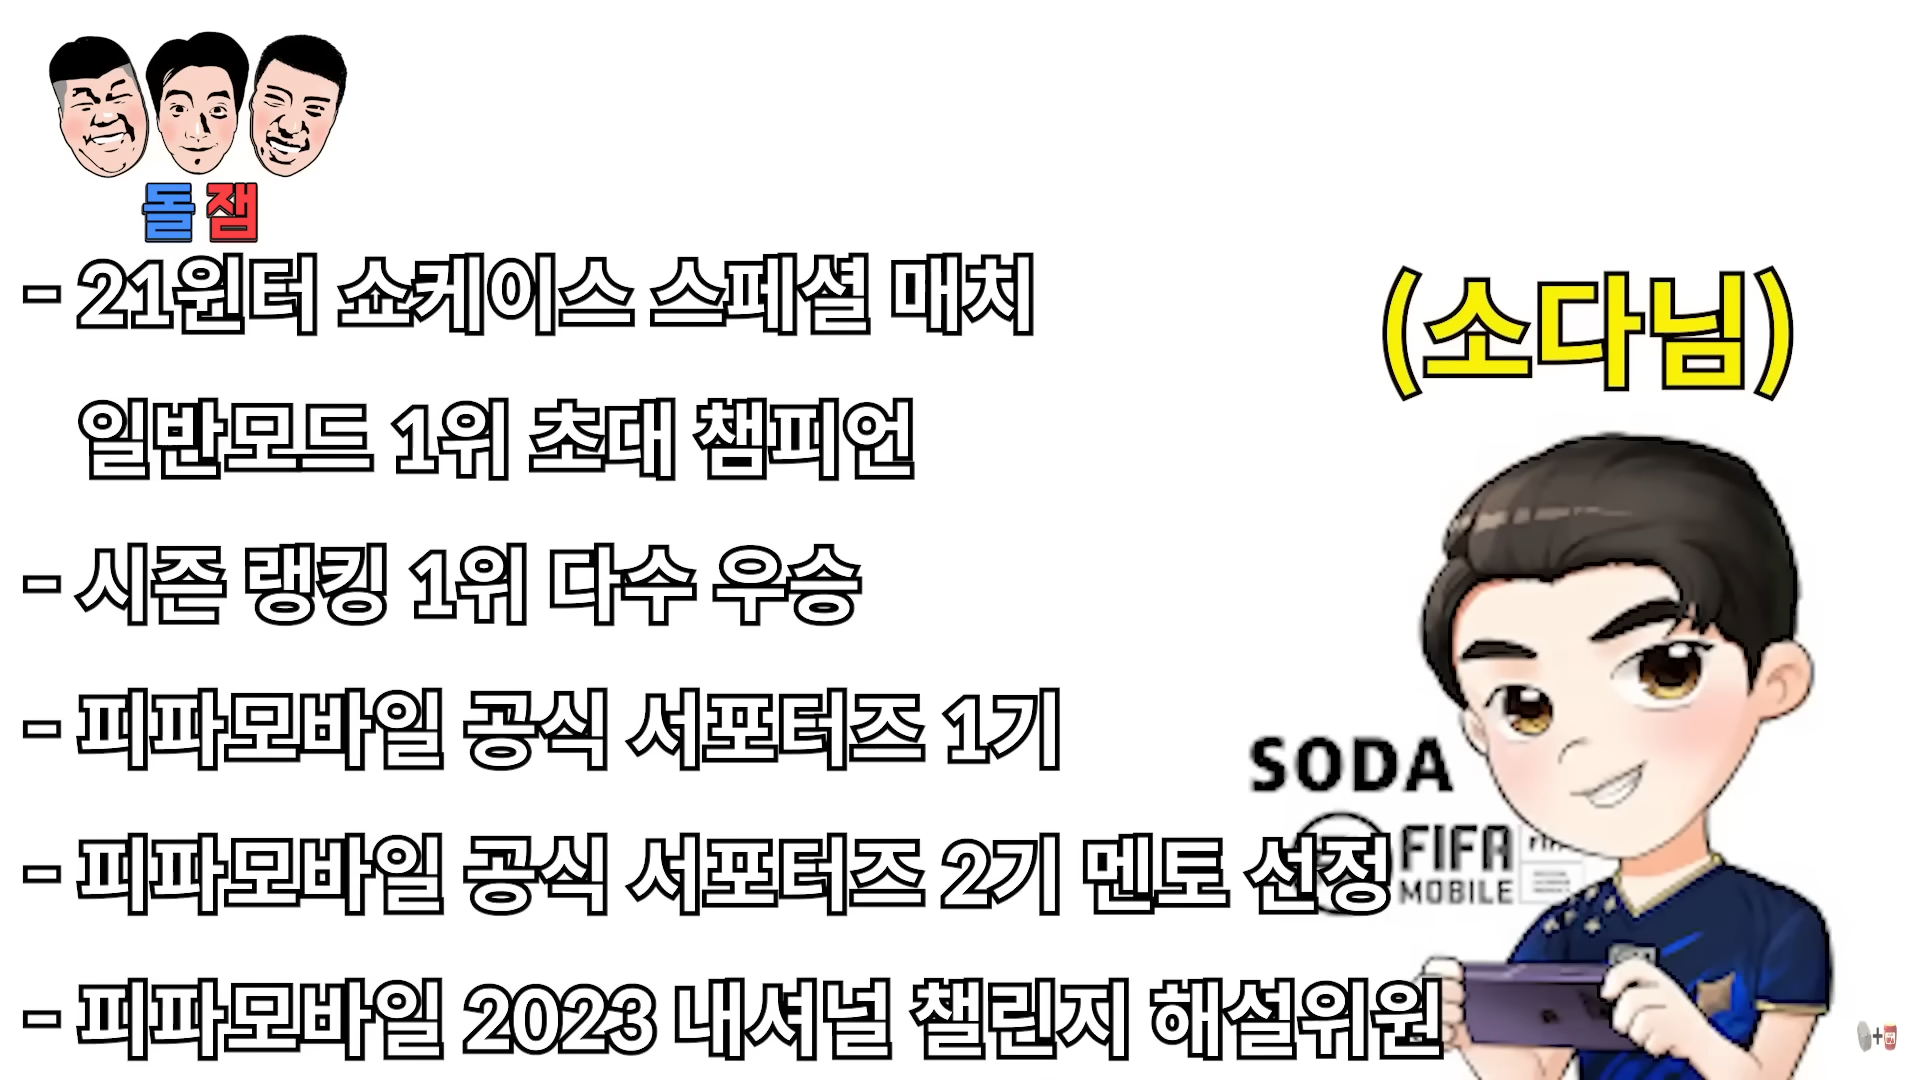 돌잼
- 21윈터 쇼케이스 스페셜 매치
일반모드 1위 초대 챔피언
(소다님)
- 시즌 랭킹 1위 다수 우승
- 피파모바일 공식 서포터즈 1기
SODA
FIFA
MOBILE
- 피파모바일 공식 서포터즈 2기 멘토 선정
- 피파모바일 2023 내셔널 챌린지 해설위원